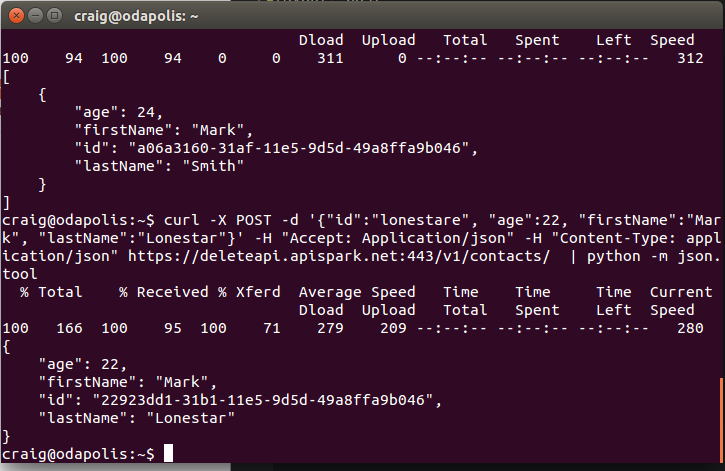 craig@odapolis: ~
Dload  Upload   Total   Spent    Left  Speed
100    94  100    94    0     0    311      0 --:--:-- --:--:-- --:--:--   312
[
    {
        "age": 24,
        "firstName": "Mark",
        "id": "a06a3160-31af-11e5-9d5d-49a8ffa9b046",
        "lastName": "Smith"
    }
]
craig@odapolis:~$ curl -X POST -d '{"id":"lonestare", "age":22, "firstName":"Mar
k", "lastName":"Lonestar"}' -H "Accept: Application/json" -H "Content-Type: appl
ication/json" https://deleteapi.apispark.net:443/v1/contacts/  | python -m json.
tool
  % Total    % Received % Xferd  Average Speed   Time    Time     Time  Current
                                 Dload  Upload   Total   Spent    Left  Speed
100   166  100    95  100    71    279    209 --:--:-- --:--:-- --:--:--   280
{
    "age": 22,
    "firstName": "Mark",
    "id": "22923dd1-31b1-11e5-9d5d-49a8ffa9b046",
    "lastName": "Lonestar"
}
craig@odapolis:~$